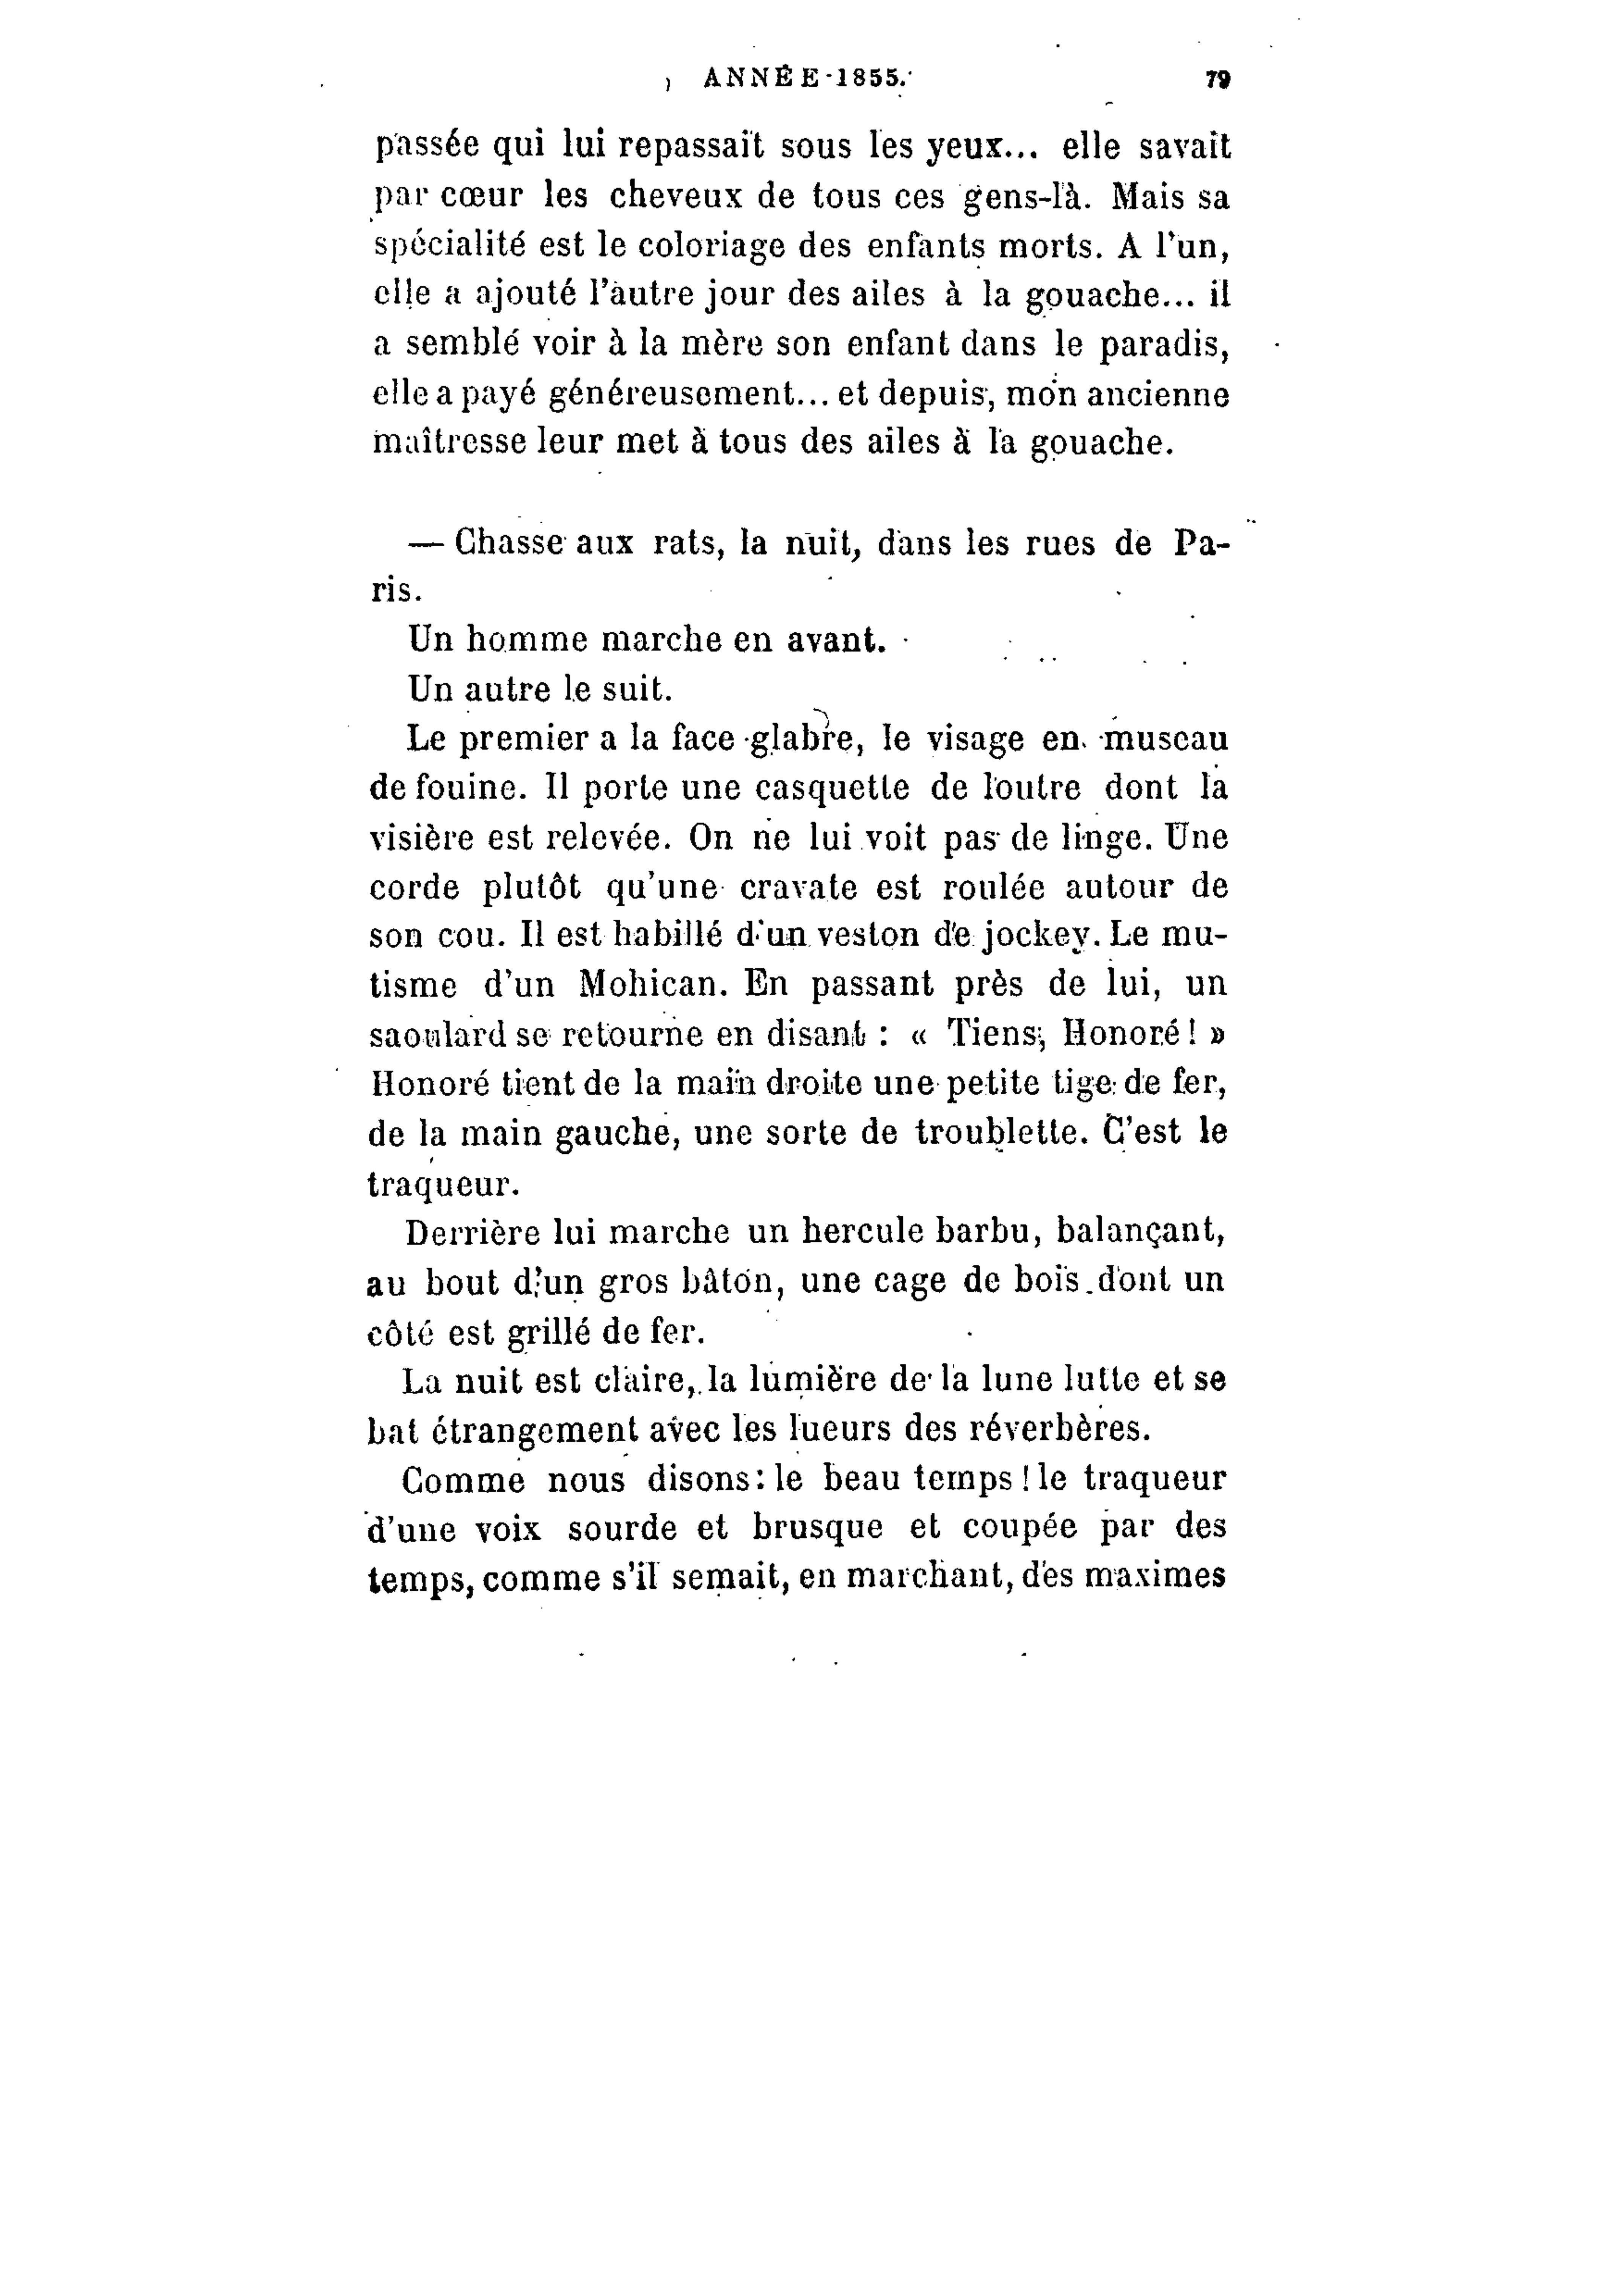 ANNÉE 1855. 79
passée qui lui repassait sous les yeux... elle savait
par cœur les cheveux de tous ces gens-là. Mais sa
spécialité est le coloriage des enfants morts. A l'un,
elle a ajouté l'autre jour des ailes à la gouache... il
a semblé voir à la mère son enfant dans le paradis,
elle a payé généreusement... et depuis, mon ancienne
maîtresse leur met à tous des ailes à la gouache.
— Chasse aux rats, la nuit, dans les rues de Pa-
ris.
Un homme marche en avant.
Un autre le suit.
Le premier a la face glabre, le visage en museau
de fouine. Il porte une casquette de loutre dont la
visière est relevée. On ne lui voit pas de linge. Une
corde plutôt qu'une cravate est roulée autour de
son cou. Il est habillé d'un veston de jockey. Le mu-
tisme d'un Mohican. En passant près de lui, un
saoulard se retourne en disant : « Tiens, Honoré ! »
Honoré tient de la main droite une petite tige de fer,
de la main gauche, une sorte de troublette. C'est le
traqueur.
Derrière lui marche un hercule barbu, balançant,
au bout d'un gros bâton, une cage de bois dont un
côté est grillé de fer.
La nuit est claire, la lumière de la lune lutte et se
bat étrangement avec les lueurs des réverbères.
Comme nous disons : le beau temps ! le traqueur
d'une voix sourde et brusque et coupée par des
temps, comme s'il semait, en marchant, des maximes